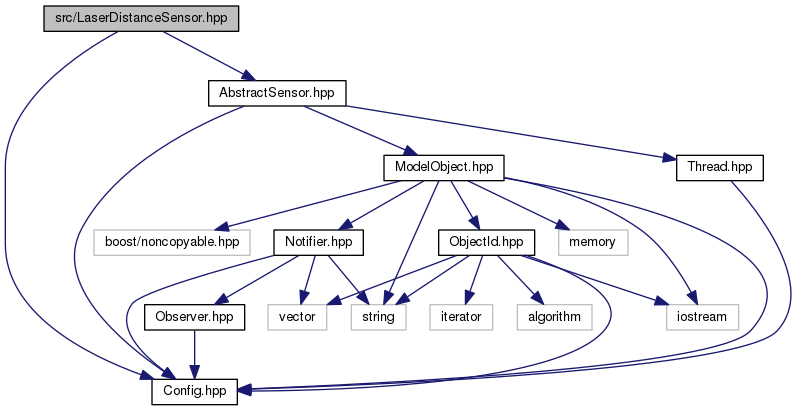 src/LaserDistanceSensor.hpp
AbstractSensor.hpp
ModelObject.hpp
Thread.hpp
boost/noncopyable.hpp
Notifier.hpp
ObjectId.hpp
memory
Observer.hpp
vector
string
iterator
algorithm
iostream
Config.hpp